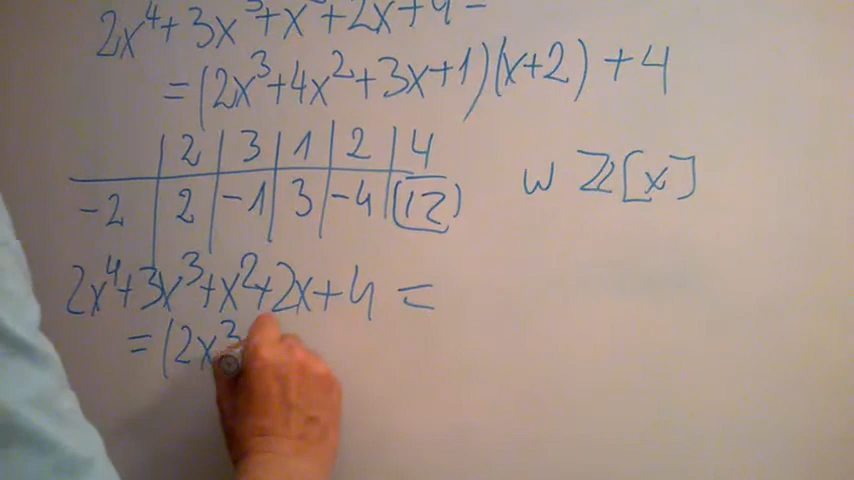 2x⁴+3x³+x²+2x+4 =
=(2x³+4x²+3x+1)(x+2)+4
2 3 1 2 4
-2 2 -1 3 -4 12
w ℤ[x]
2x⁴+3x³+x²+2x+4 =
=(2x³